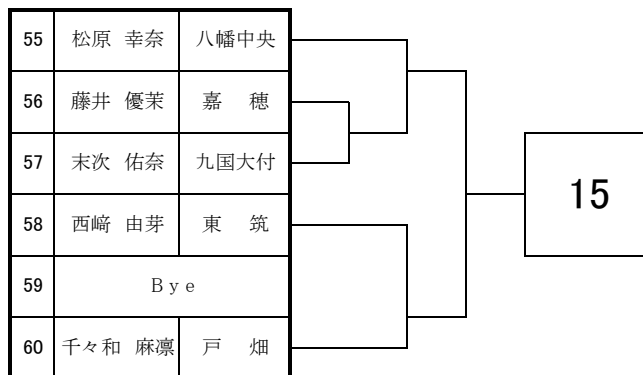 55 松原 幸奈 八幡中央
56 藤井 優茉 嘉 穂
57 末次 佑奈 九国大付
58 西﨑 由芽 東 筑
59 Bye
60 千々和 麻凛 戸 畑
15